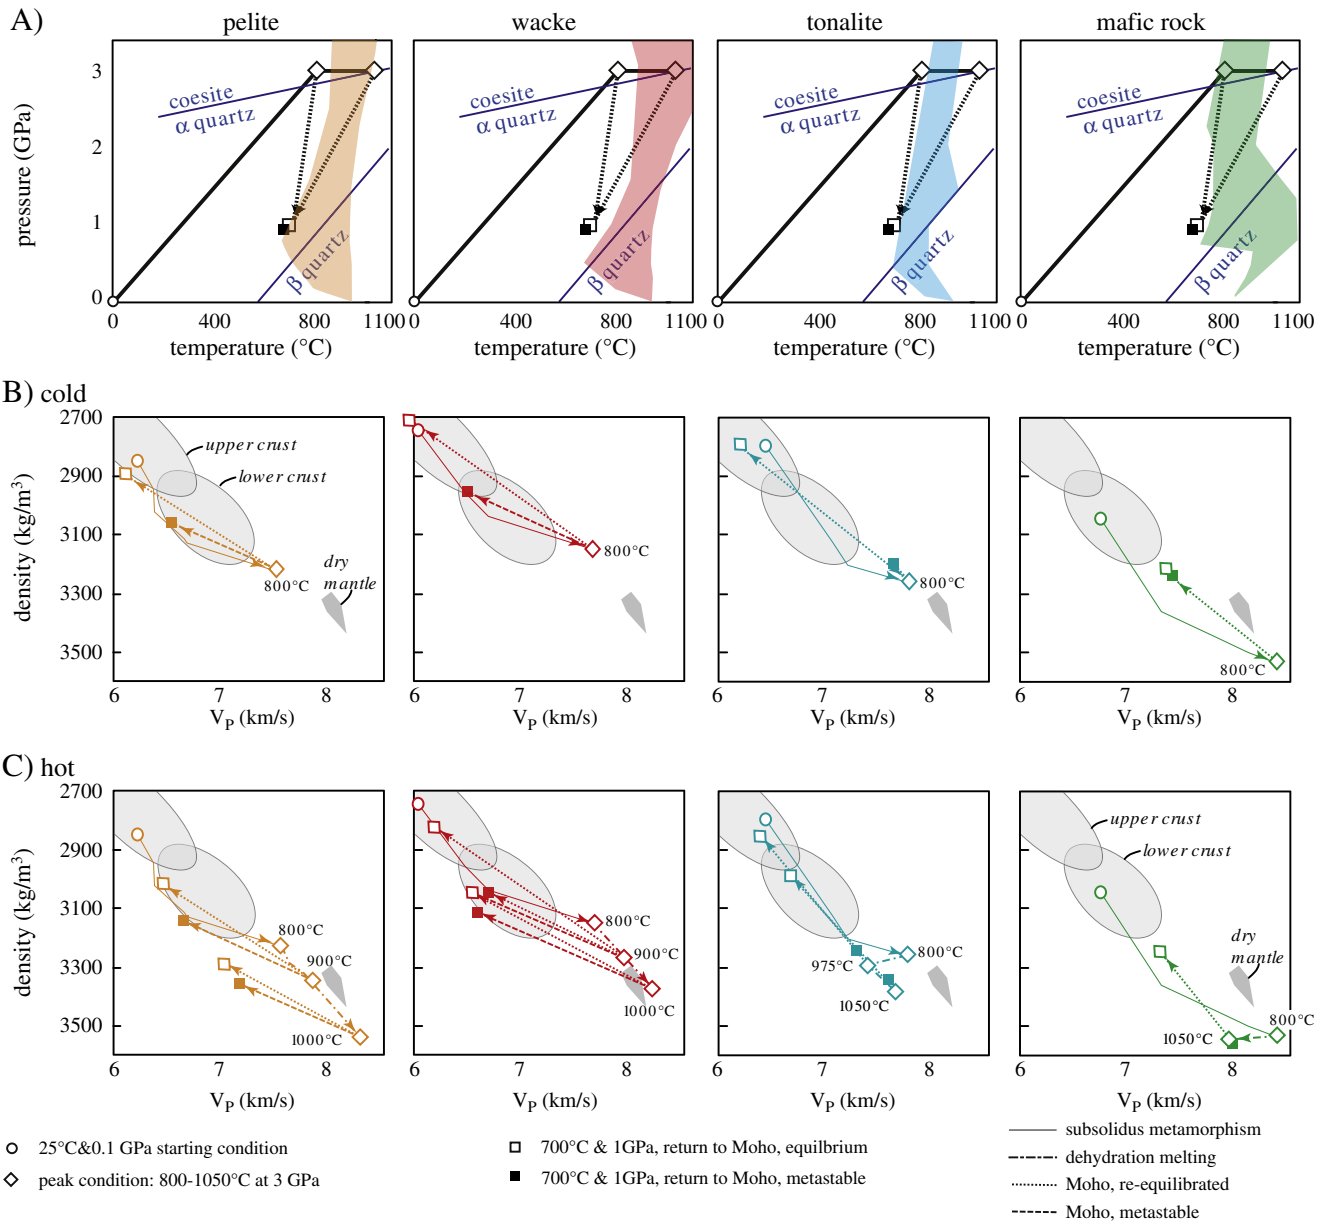 A)
pelite
wacke
tonalite
mafic rock
pressure (GPa)
3
2
1
0
coesite
α quartz
β quartz
coesite
α quartz
β quartz
coesite
α quartz
β quartz
coesite
α quartz
β quartz
0 400 800 1100
0 400 800 1100
0 400 800 1100
0 400 800 1100
temperature (°C)
temperature (°C)
temperature (°C)
temperature (°C)
B) cold
density (kg/m³)
2700
2900
3100
3300
3500
upper crust
lower crust
dry
mantle
800°C
800°C
800°C
800°C
6 7 8
6 7 8
6 7 8
6 7 8
VP (km/s)
VP (km/s)
VP (km/s)
VP (km/s)
C) hot
density (kg/m³)
2700
2900
3100
3300
3500
800°C
900°C
1000°C
800°C
900°C
1000°C
800°C
975°C
1050°C
upper crust
lower crust
dry
mantle
800°C
1050°C
6 7 8
6 7 8
6 7 8
6 7 8
VP (km/s)
VP (km/s)
VP (km/s)
VP (km/s)
25°C&0.1 GPa starting condition
peak condition: 800-1050°C at 3 GPa
700°C & 1GPa, return to Moho, equilbrium
700°C & 1GPa, return to Moho, metastable
subsolidus metamorphism
dehydration melting
Moho, re-equilibrated
Moho, metastable